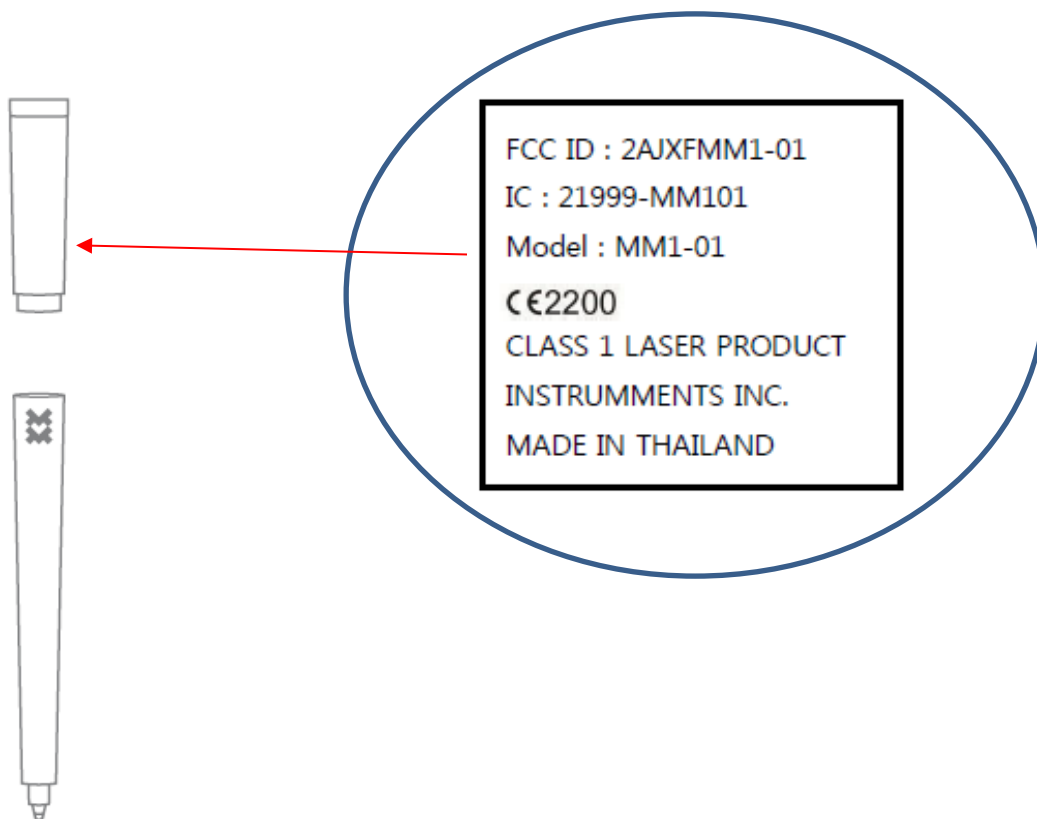 FCC ID : 2AJXFMM1-01
IC : 21999-MM101
Model : MM1-01
CE2200
CLASS 1 LASER PRODUCT
INSTRUMMENTS INC.
MADE IN THAILAND